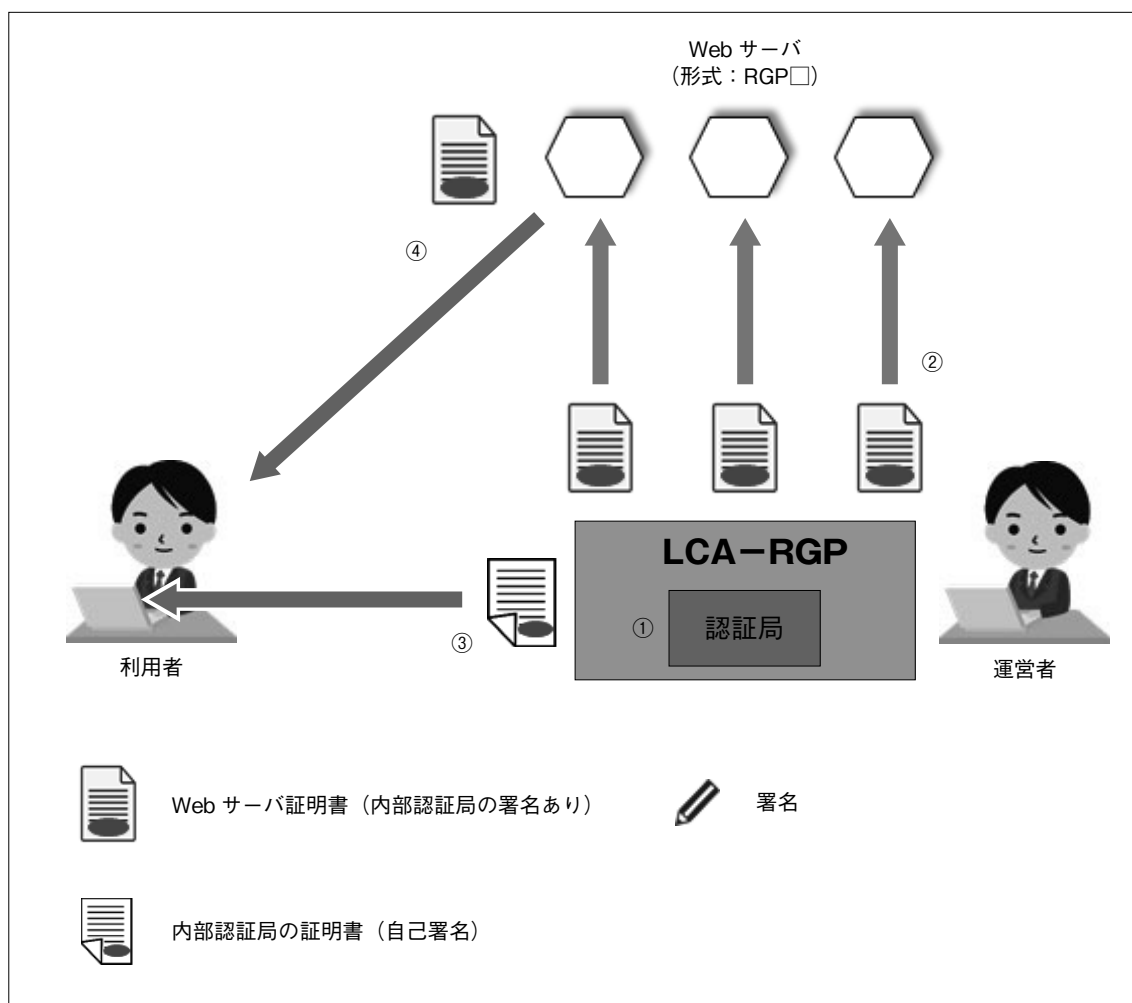 Web サーバ
（形式：RGP□）
④
②
LCA－RGP
①
認証局
③
利用者
運営者
Web サーバ証明書（内部認証局の署名あり）
署名
内部認証局の証明書（自己署名）